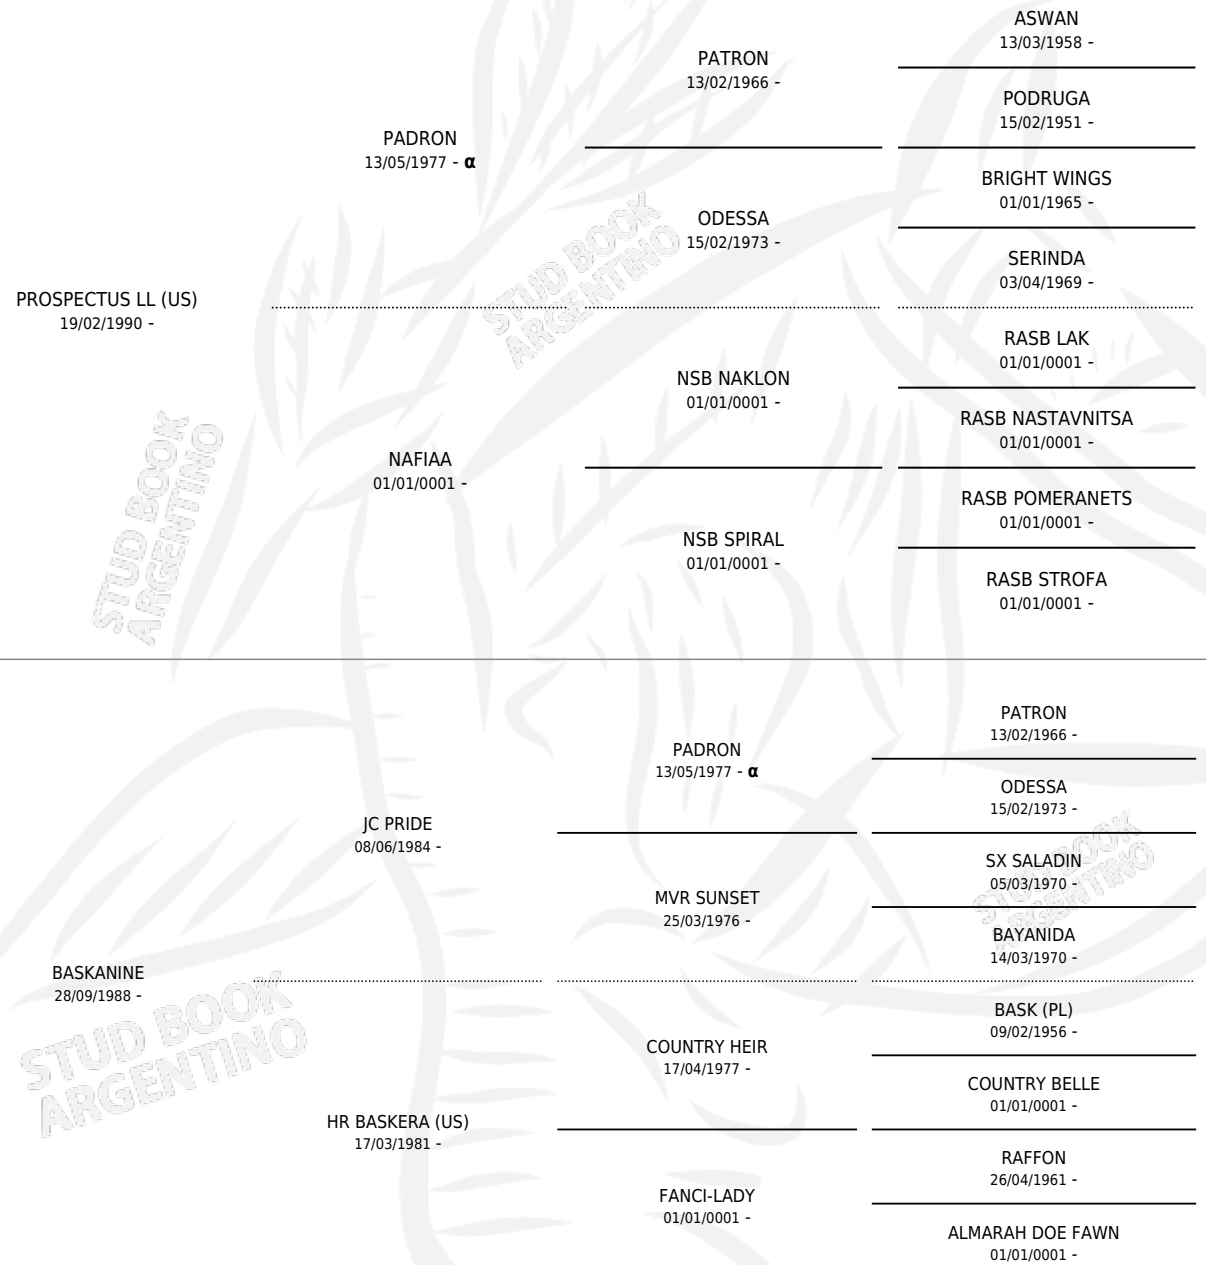 ASWAN
13/03/1958 -
PATRON
13/02/1966 -
PODRUGA
15/02/1951 -
PADRON
13/05/1977 - α
BRIGHT WINGS
01/01/1965 -
ODESSA
15/02/1973 -
SERINDA
03/04/1969 -
PROSPECTUS LL (US)
19/02/1990 -
RASB LAK
01/01/0001 -
NSB NAKLON
01/01/0001 -
RASB NASTAVNITSA
01/01/0001 -
NAFIAA
01/01/0001 -
RASB POMERANETS
01/01/0001 -
NSB SPIRAL
01/01/0001 -
RASB STROFA
01/01/0001 -
STUD BOOK
ARGENTINO
STUD BOOK
ARGENTINO
PATRON
13/02/1966 -
PADRON
13/05/1977 - α
ODESSA
15/02/1973 -
JC PRIDE
08/06/1984 -
SX SALADIN
05/03/1970 -
MVR SUNSET
25/03/1976 -
BAYANIDA
14/03/1970 -
BASKANINE
28/09/1988 -
BASK (PL)
09/02/1956 -
COUNTRY HEIR
17/04/1977 -
COUNTRY BELLE
01/01/0001 -
HR BASKERA (US)
17/03/1981 -
RAFFON
26/04/1961 -
FANCI-LADY
01/01/0001 -
ALMARAH DOE FAWN
01/01/0001 -
STUD BOOK
ARGENTINO
STUD BOOK
ARGENTINO